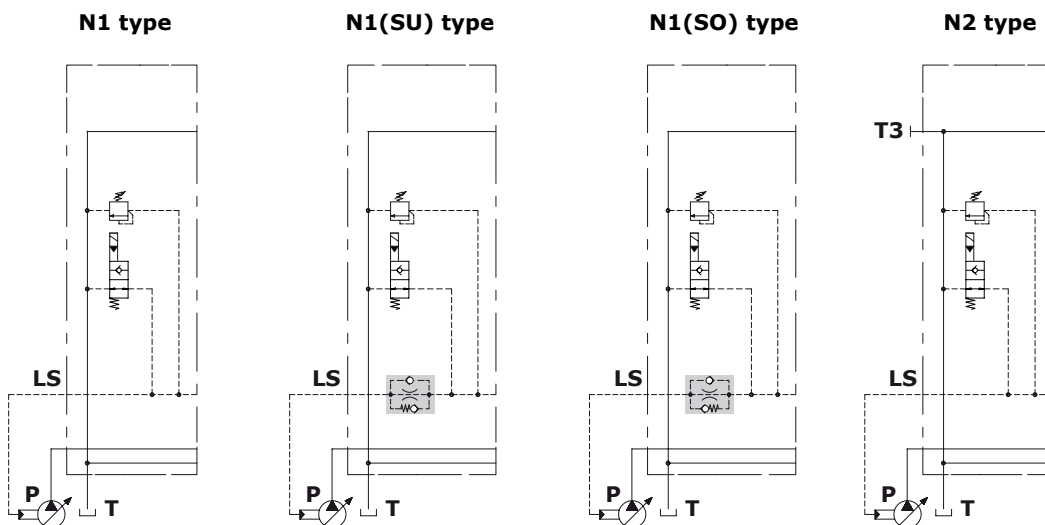 N1 type
N1(SU) type
N1(SO) type
N2 type
T3
LS
LS
LS
LS
P
T
P
T
P
T
P
T